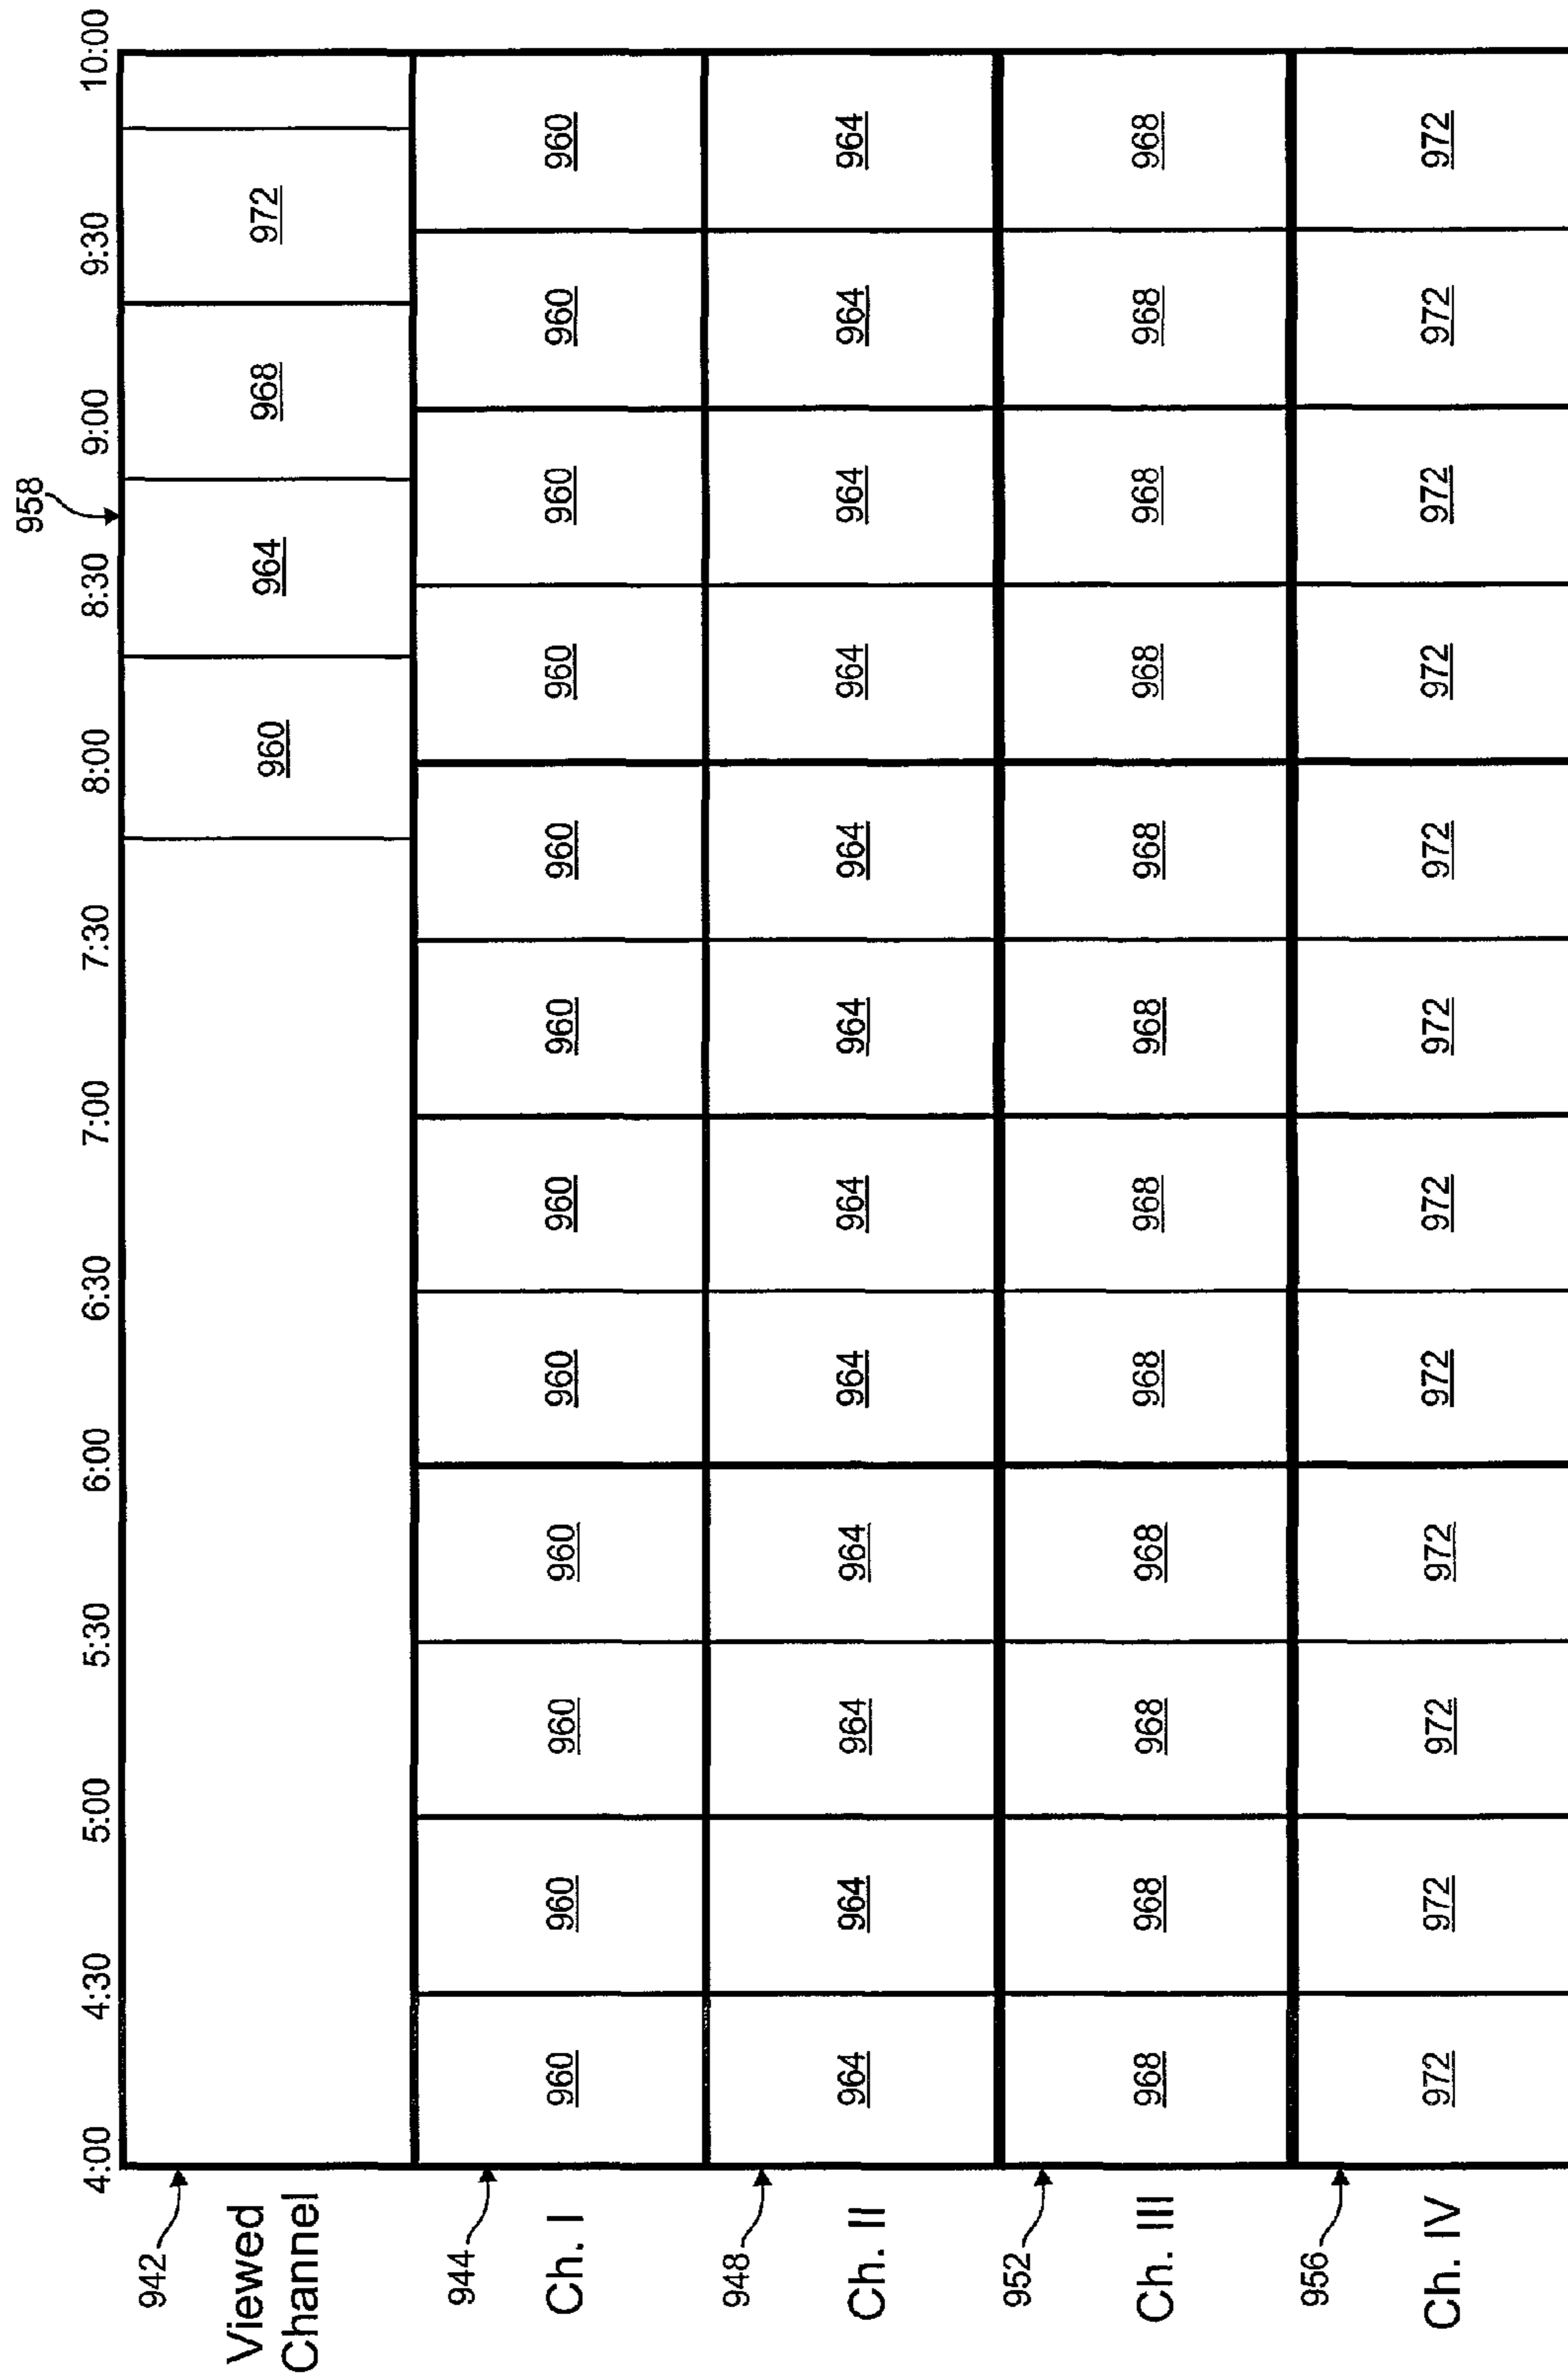 958
4:00 4:30 5:00 5:30 6:00 6:30 7:00 7:30 8:00 8:30 9:00 9:30 10:00
942
Viewed
Channel
960 964 968 972
944
Ch. I
960 960 960 960 960 960 960 960 960 960 960 960
948
Ch. II
964 964 964 964 964 964 964 964 964 964 964 964
952
Ch. III
968 968 968 968 968 968 968 968 968 968 968 968
956
Ch. IV
972 972 972 972 972 972 972 972 972 972 972 972